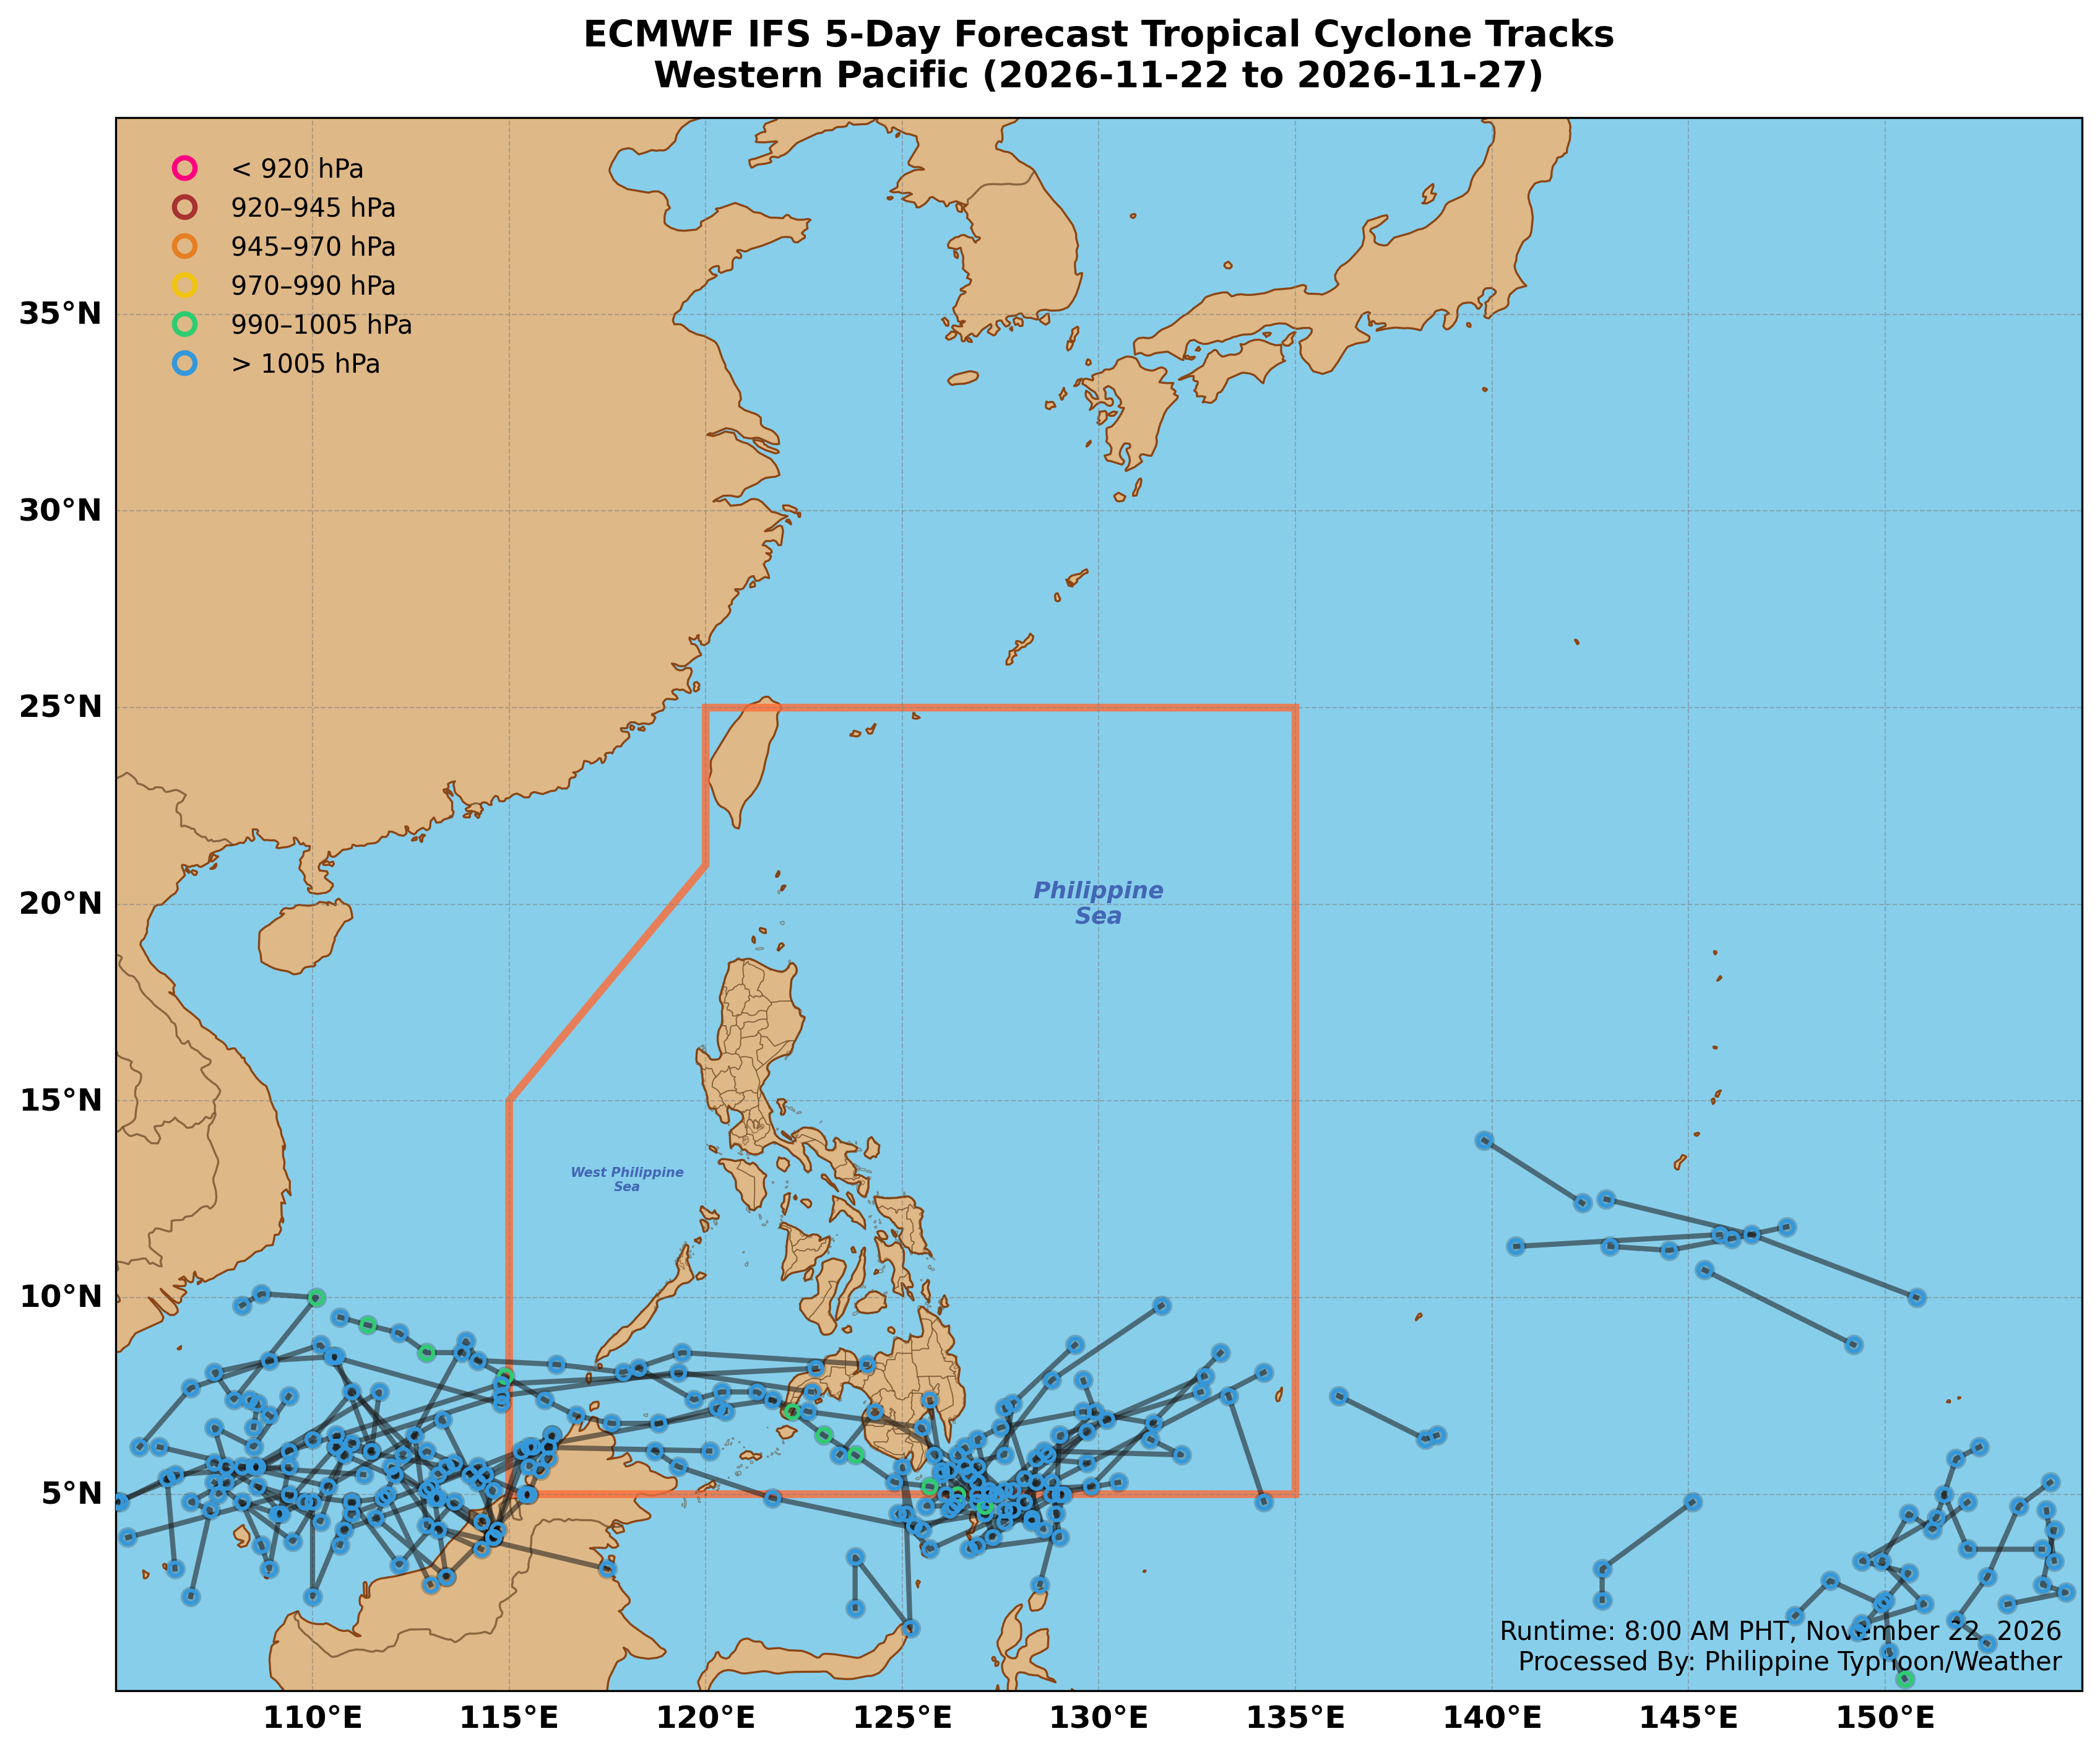 ECMWF IFS 5-Day Forecast Tropical Cyclone Tracks
Western Pacific (2026-11-22 to 2026-11-27)
< 920 hPa
920–945 hPa
945–970 hPa
970–990 hPa
990–1005 hPa
> 1005 hPa
35°N
30°N
25°N
20°N
15°N
10°N
5°N
Philippine
Sea
West Philippine
Sea
Runtime: 8:00 AM PHT, November 22, 2026
Processed By: Philippine Typhoon/Weather
110°E
115°E
120°E
125°E
130°E
135°E
140°E
145°E
150°E